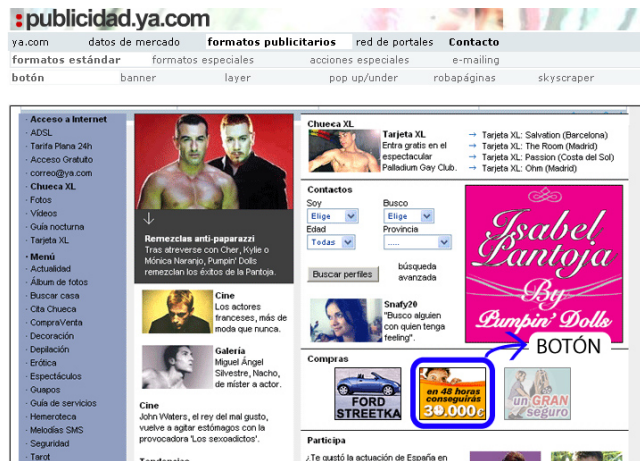 publicidad.ya.com
ya.com datos de mercado formatos publicitarios red de portales Contacto
formatos estándar formatos especiales acciones especiales e-mailing
botón banner layer pop up/under robapáginas skyscraper
· Acceso a Internet
· ADSL
· Tarifa Plana 24h
· Acceso Gratuito
· correo@ya.com
· Chueca XL
· Fotos
· Vídeos
· Guía nocturna
· Tarjeta XL
· Menú
· Actualidad
· Álbum de fotos
· Buscar casa
· Cita Chueca
· CompraVenta
· Decoración
· Depilación
· Erótica
· Espectáculos
· Guapos
· Guía de servicios
· Hemeroteca
· Melodías SMS
· Seguridad
· Tarot
Remezclas anti-paparazzi
Tras atreverse con Cher, Kylie o
Mónica Naranjo, Pumpin' Dolls
remezclan los éxitos de la Pantoja.
Cine
Los actores
franceses, más de
moda que nunca.
Galería
Miguel Ángel
Silvestre, Nacho,
de míster a actor.
Cine
John Waters, el rey del mal gusto,
vuelve a agitar estómagos con la
provocadora 'Los sexoadictos'.
Tendencias
Chueca XL
Tarjeta XL
Entra gratis en el
espectacular
Palladium Gay Club.
→ Tarjeta XL: Salvation (Barcelona)
→ Tarjeta XL: The Room (Madrid)
→ Tarjeta XL: Passion (Costa del Sol)
→ Tarjeta XL: Ohm (Madrid)
Contactos
Soy Busco
Elige Elige
Edad Provincia
Todas .....
Buscar perfiles búsqueda
avanzada
Snafy20
"Busco alguien
con quien tenga
feeling".
Isabel
Pantoja
By
Pumpin' Dolls
BOTÓN
Compras
FORD
STREETKA
en 48 horas
conseguirás
30.000€
un GRAN
seguro
Participa
¿Te gustó la actuación de España en